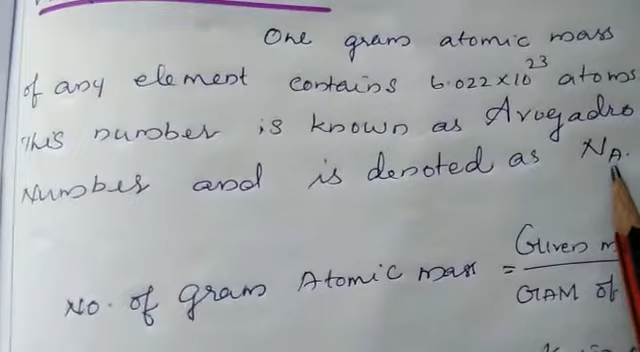 One gram atomic mass
of any element contains 6.022×10²³ atoms
This number is known as Avogadro
Number and is denoted as NA.
No. of gram Atomic mass = Given m
GAM of